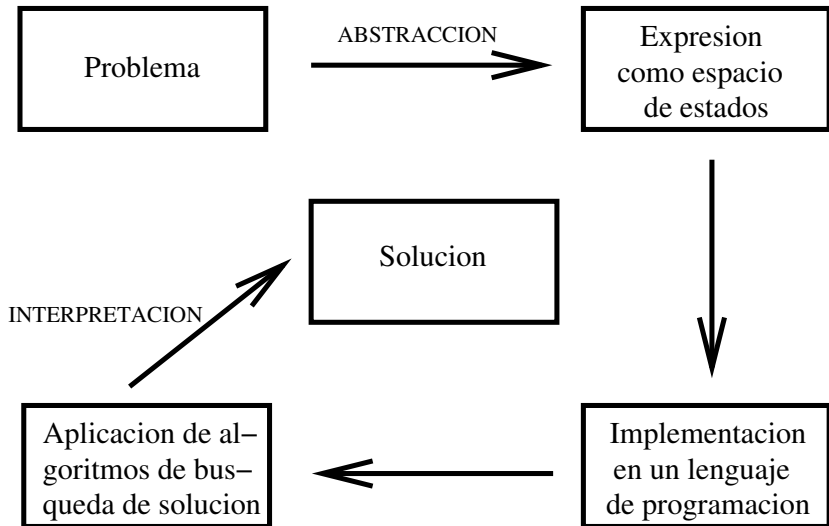 Problema
ABSTRACCION
Expresion
como espacio
de estados
Solucion
INTERPRETACION
Aplicacion de al−
goritmos de bus−
queda de solucion
Implementacion
en un lenguaje
de programacion